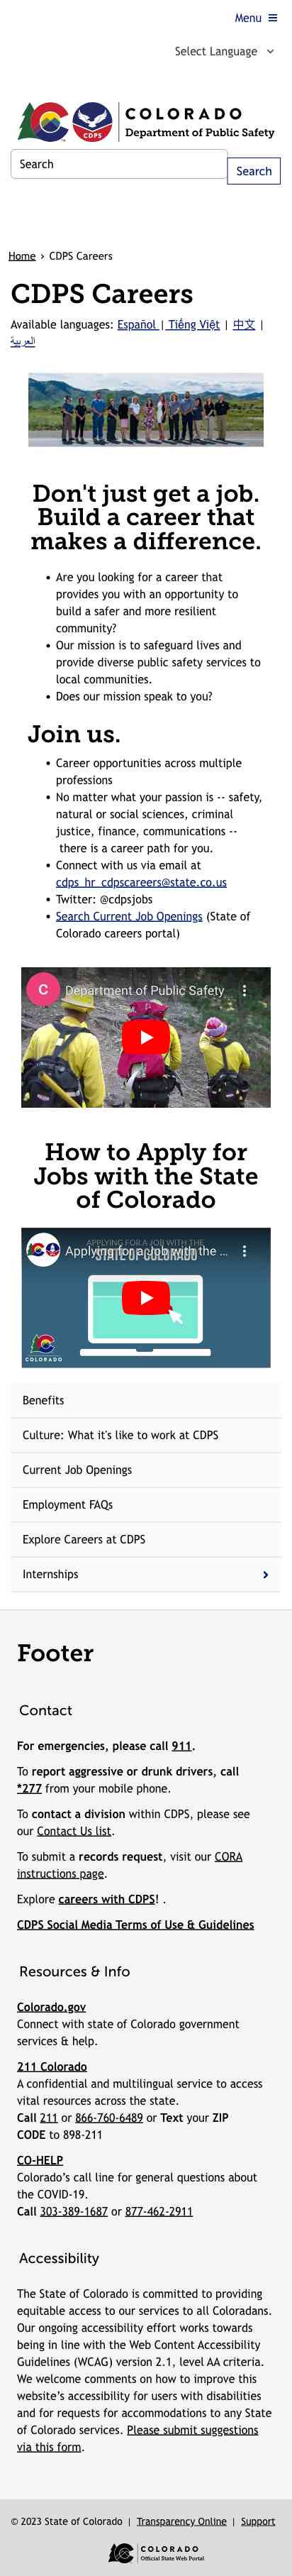 Menu
Select Language
CDPS
COLORADO
Department of Public Safety
Search
Search
Home › CDPS Careers
CDPS Careers
Available languages: Español | Tiếng Việt | 中文 |
العربية
Don't just get a job.
Build a career that
makes a difference.
• Are you looking for a career that
provides you with an opportunity to
build a safer and more resilient
community?
• Our mission is to safeguard lives and
provide diverse public safety services to
local communities.
• Does our mission speak to you?
Join us.
• Career opportunities across multiple
professions
• No matter what your passion is -- safety,
natural or social sciences, criminal
justice, finance, communications --
there is a career path for you.
• Connect with us via email at
cdps_hr_cdpscareers@state.co.us
• Twitter: @cdpsjobs
• Search Current Job Openings (State of
Colorado careers portal)
C
Department of Public Safety
How to Apply for
Jobs with the State
of Colorado
APPLYING FOR A JOB WITH THE
Applying for a Job with the ...
STATE OF COLORADO
COLORADO
Benefits
Culture: What it's like to work at CDPS
Current Job Openings
Employment FAQs
Explore Careers at CDPS
Internships
Footer
Contact
For emergencies, please call 911.
To report aggressive or drunk drivers, call
*277 from your mobile phone.
To contact a division within CDPS, please see
our Contact Us list.
To submit a records request, visit our CORA
instructions page.
Explore careers with CDPS! .
CDPS Social Media Terms of Use & Guidelines
Resources & Info
Colorado.gov
Connect with state of Colorado government
services & help.
211 Colorado
A confidential and multilingual service to access
vital resources across the state.
Call 211 or 866-760-6489 or Text your ZIP
CODE to 898-211
CO-HELP
Colorado’s call line for general questions about
the COVID-19.
Call 303-389-1687 or 877-462-2911
Accessibility
The State of Colorado is committed to providing
equitable access to our services to all Coloradans.
Our ongoing accessibility effort works towards
being in line with the Web Content Accessibility
Guidelines (WCAG) version 2.1, level AA criteria.
We welcome comments on how to improve this
website’s accessibility for users with disabilities
and for requests for accommodations to any State
of Colorado services. Please submit suggestions
via this form.
© 2023 State of Colorado | Transparency Online | Support
COLORADO
Official State Web Portal